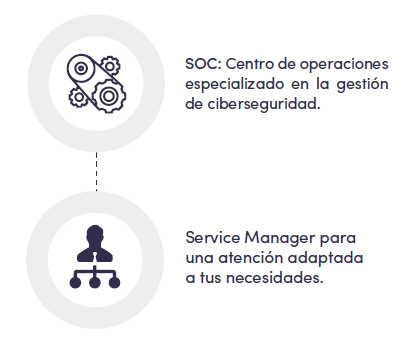 SOC: Centro de operaciones
especializado en la gestión
de ciberseguridad.
Service Manager para
una atención adaptada
a tus necesidades.